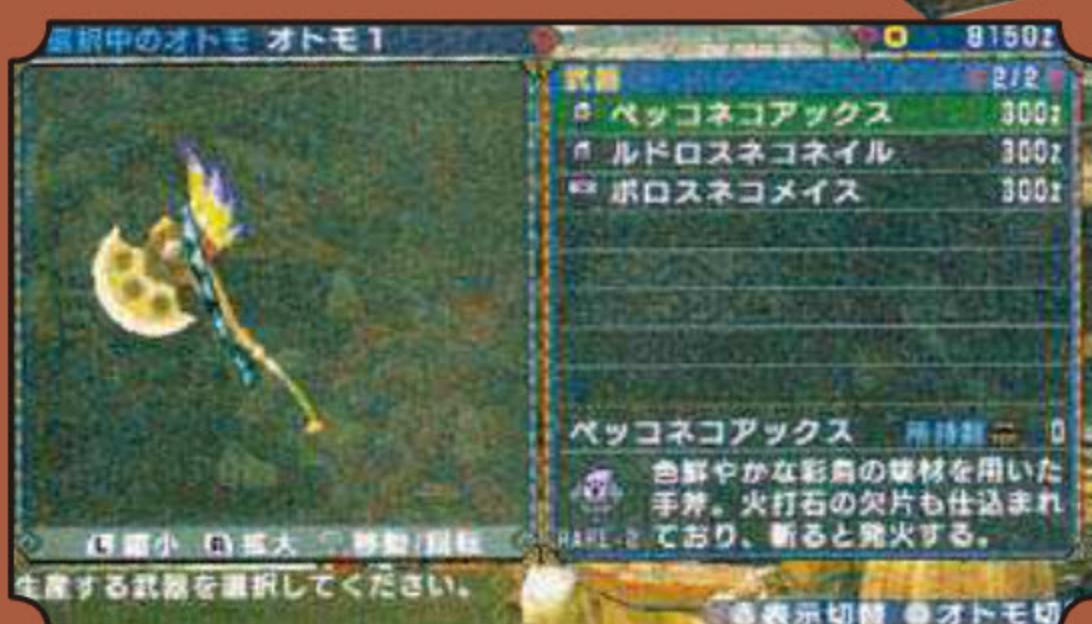 選択中のオトモ オトモ1
8150z
武器 2/2
ペッコネコアックス 300z
ルドロスネコネイル 300z
ボロスネコメイス 300z
ペッコネコアックス 所持数 0
色鮮やかな彩鳥の端材を用いた
手斧。火打石の欠片も仕込まれ
ており、斬ると発火する。
RARE-2
L 縮小 R 拡大 移動/回転
生産する武器を選択してください。
表示切替 オトモ切